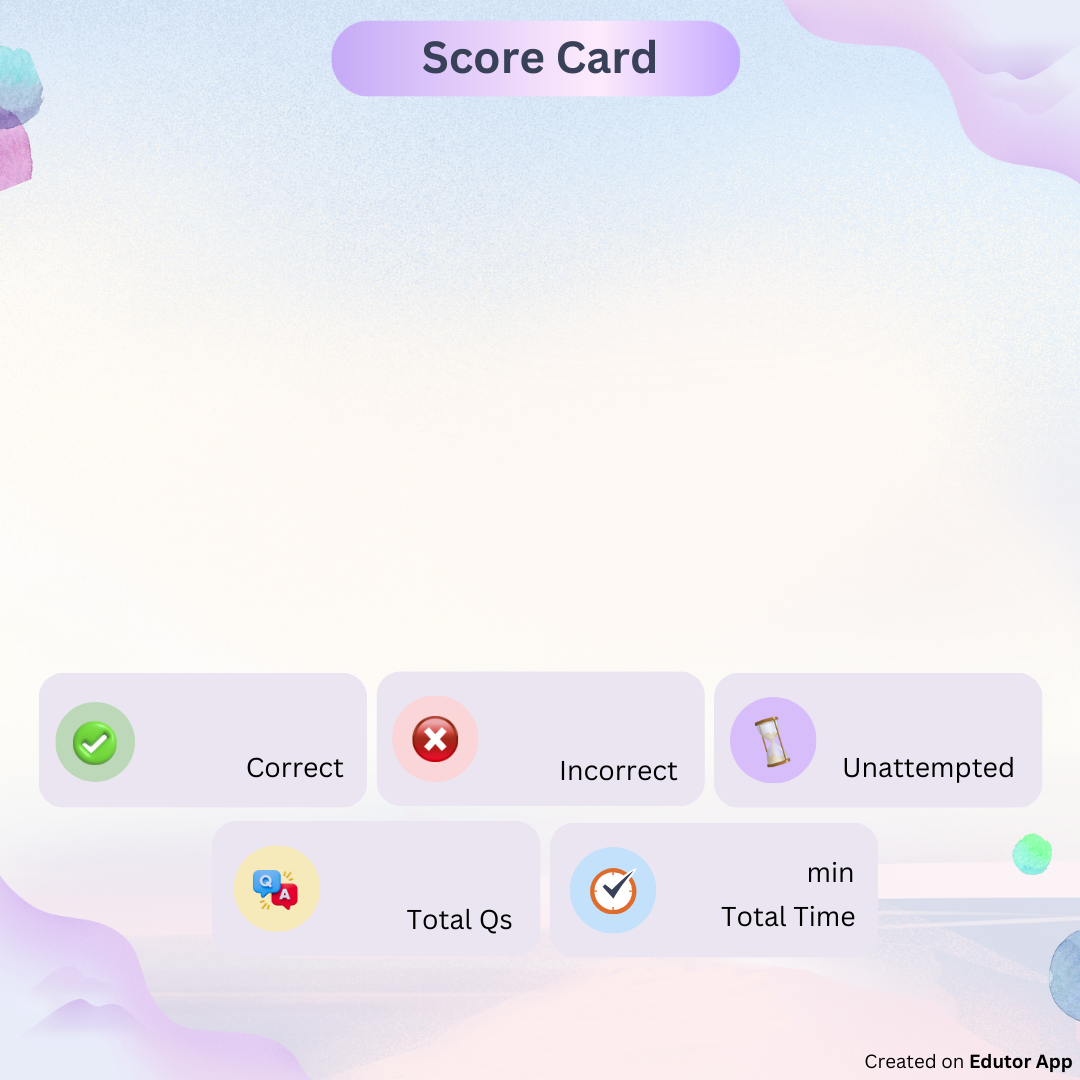 Score Card
Correct
Incorrect
Unattempted
Q
A
Total Qs
min
Total Time
Created on Edutor App